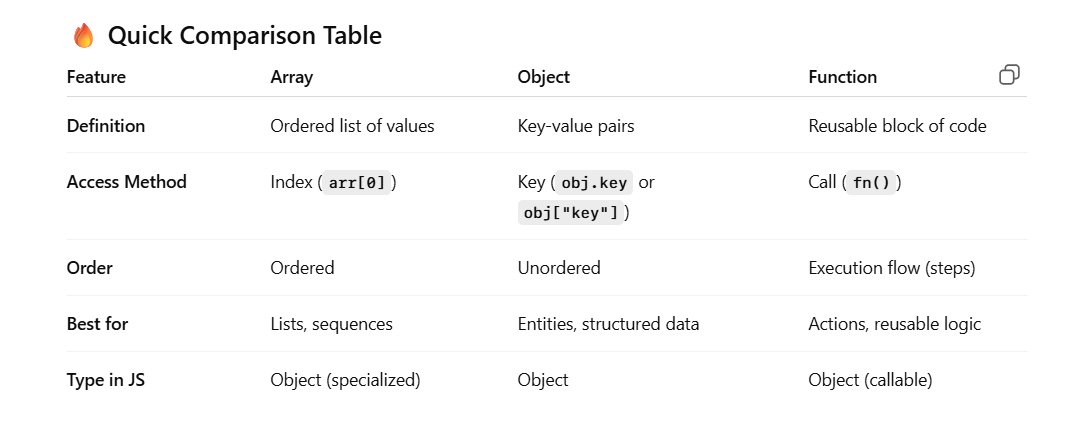 🔥 Quick Comparison Table
Feature Array Object Function
Definition Ordered list of values Key-value pairs Reusable block of code
Access Method Index (arr[0]) Key (obj.key or Call (fn())
obj["key"])
Order Ordered Unordered Execution flow (steps)
Best for Lists, sequences Entities, structured data Actions, reusable logic
Type in JS Object (specialized) Object Object (callable)